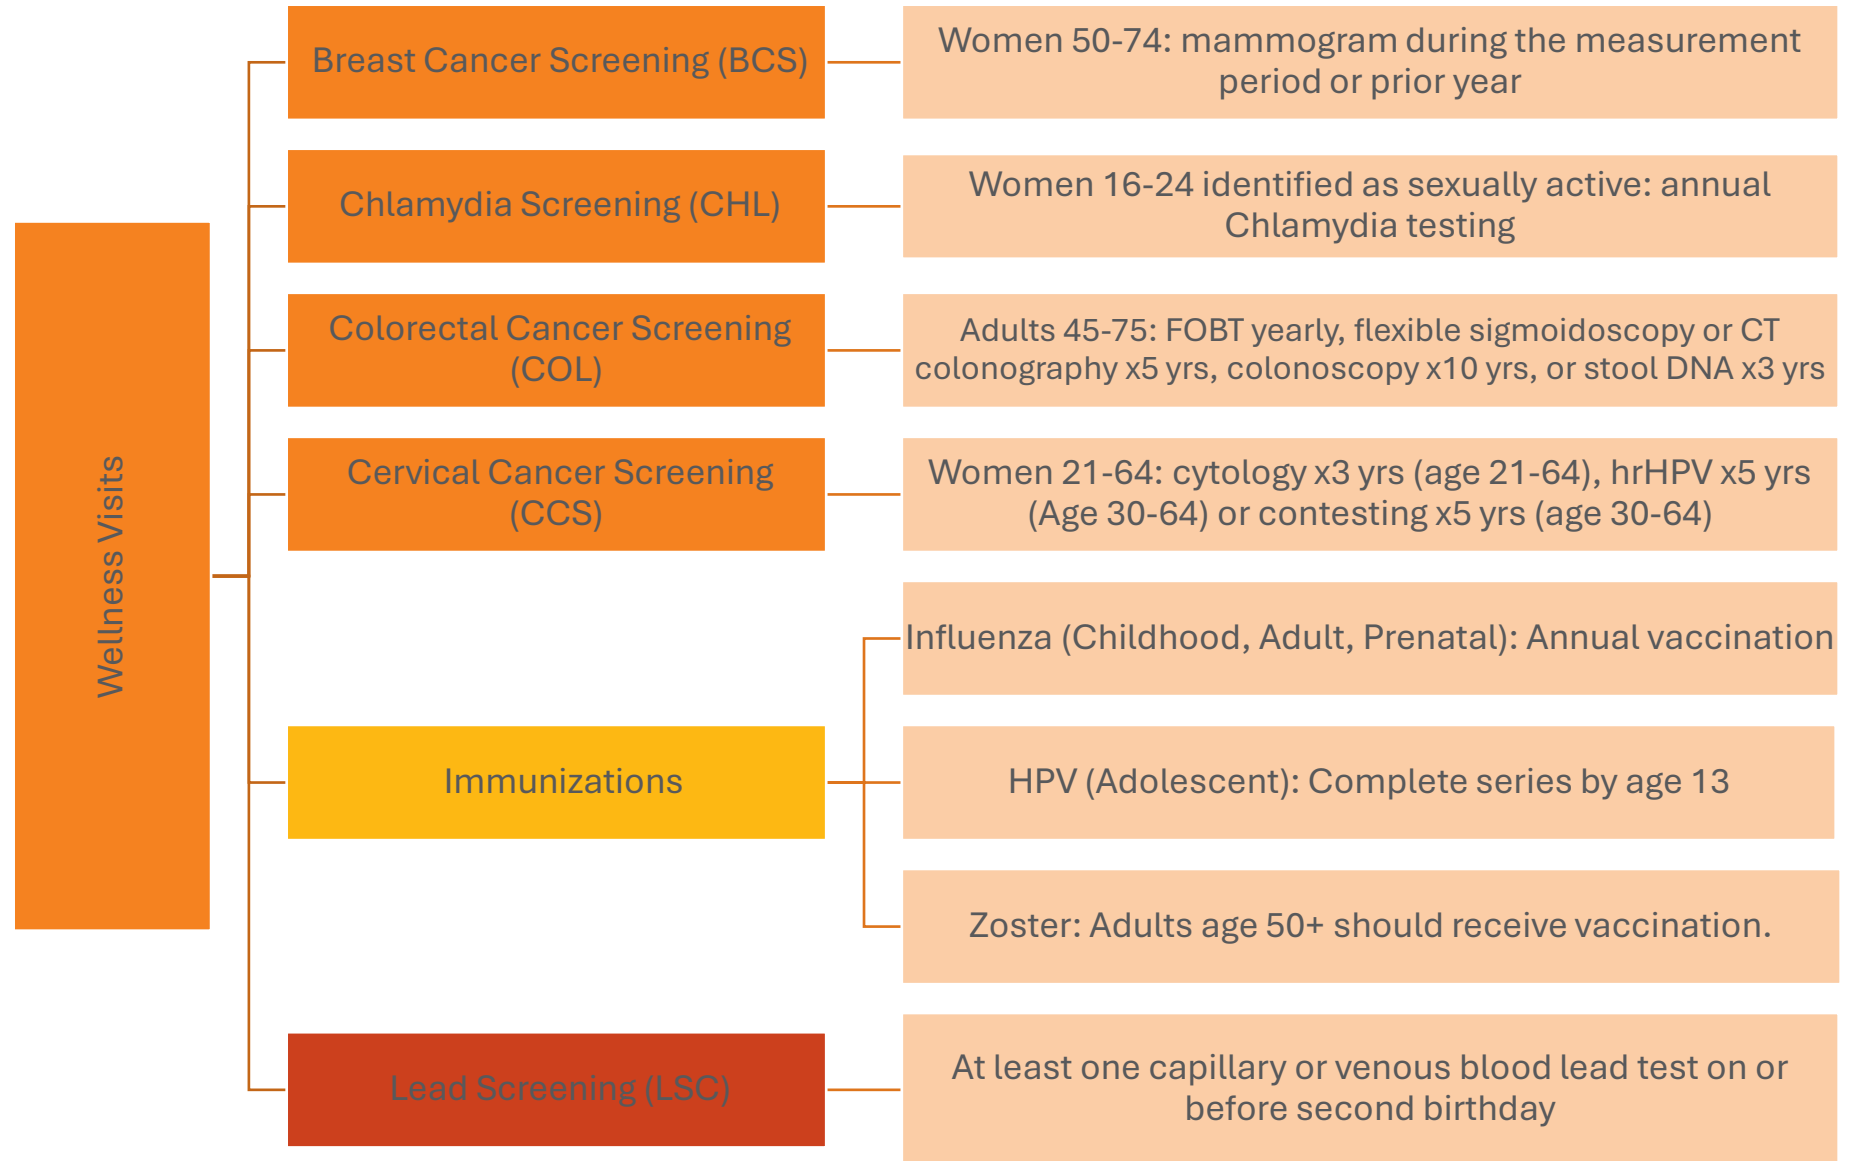 Wellness Visits
Breast Cancer Screening (BCS)
Women 50-74: mammogram during the measurement
period or prior year
Chlamydia Screening (CHL)
Women 16-24 identified as sexually active: annual
Chlamydia testing
Colorectal Cancer Screening
(COL)
Adults 45-75: FOBT yearly, flexible sigmoidoscopy or CT
colonography x5 yrs, colonoscopy x10 yrs, or stool DNA x3 yrs
Cervical Cancer Screening
(CCS)
Women 21-64: cytology x3 yrs (age 21-64), hrHPV x5 yrs
(Age 30-64) or contesting x5 yrs (age 30-64)
Immunizations
Influenza (Childhood, Adult, Prenatal): Annual vaccination
HPV (Adolescent): Complete series by age 13
Zoster: Adults age 50+ should receive vaccination.
Lead Screening (LSC)
At least one capillary or venous blood lead test on or
before second birthday